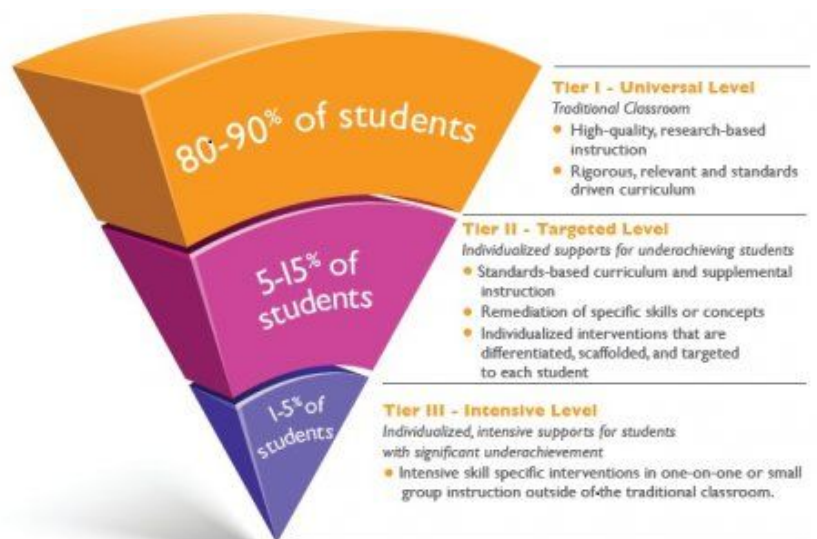 80-90% of students
Tier I - Universal Level
Traditional Classroom
• High-quality, research-based
instruction
• Rigorous, relevant and standards
driven curriculum
5-15% of
students
Tier II - Targeted Level
Individualized supports for underachieving students
• Standards-based curriculum and supplemental
instruction
• Remediation of specific skills or concepts
• Individualized interventions that are
differentiated, scaffolded, and targeted
to each student
1-5% of
students
Tier III - Intensive Level
Individualized, intensive supports for students
with significant underachievement
• Intensive skill specific interventions in one-on-one or small
group instruction outside of the traditional classroom.